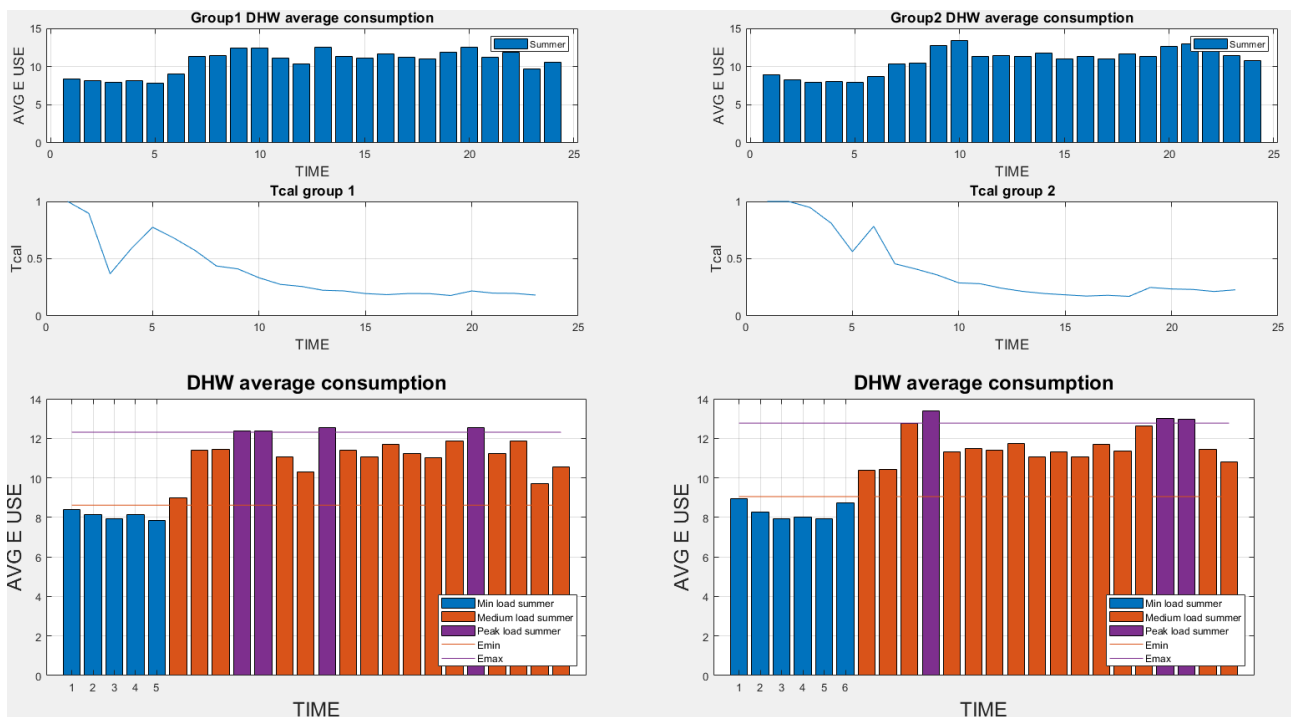 Group1 DHW average consumption
15
10
5
0
AVG E USE
Summer
0 5 10 15 20 25
TIME
Group2 DHW average consumption
15
10
5
0
AVG E USE
Summer
0 5 10 15 20 25
TIME
Tcal group 1
1
0.5
0
Tcal
0 5 10 15 20 25
TIME
Tcal group 2
1
0.5
0
Tcal
0 5 10 15 20 25
TIME
DHW average consumption
14
12
10
8
6
4
2
0
AVG E USE
Min load summer
Medium load summer
Peak load summer
Emin
Emax
1 2 3 4 5
TIME
DHW average consumption
14
12
10
8
6
4
2
0
AVG E USE
Min load summer
Medium load summer
Peak load summer
Emin
Emax
1 2 3 4 5 6
TIME